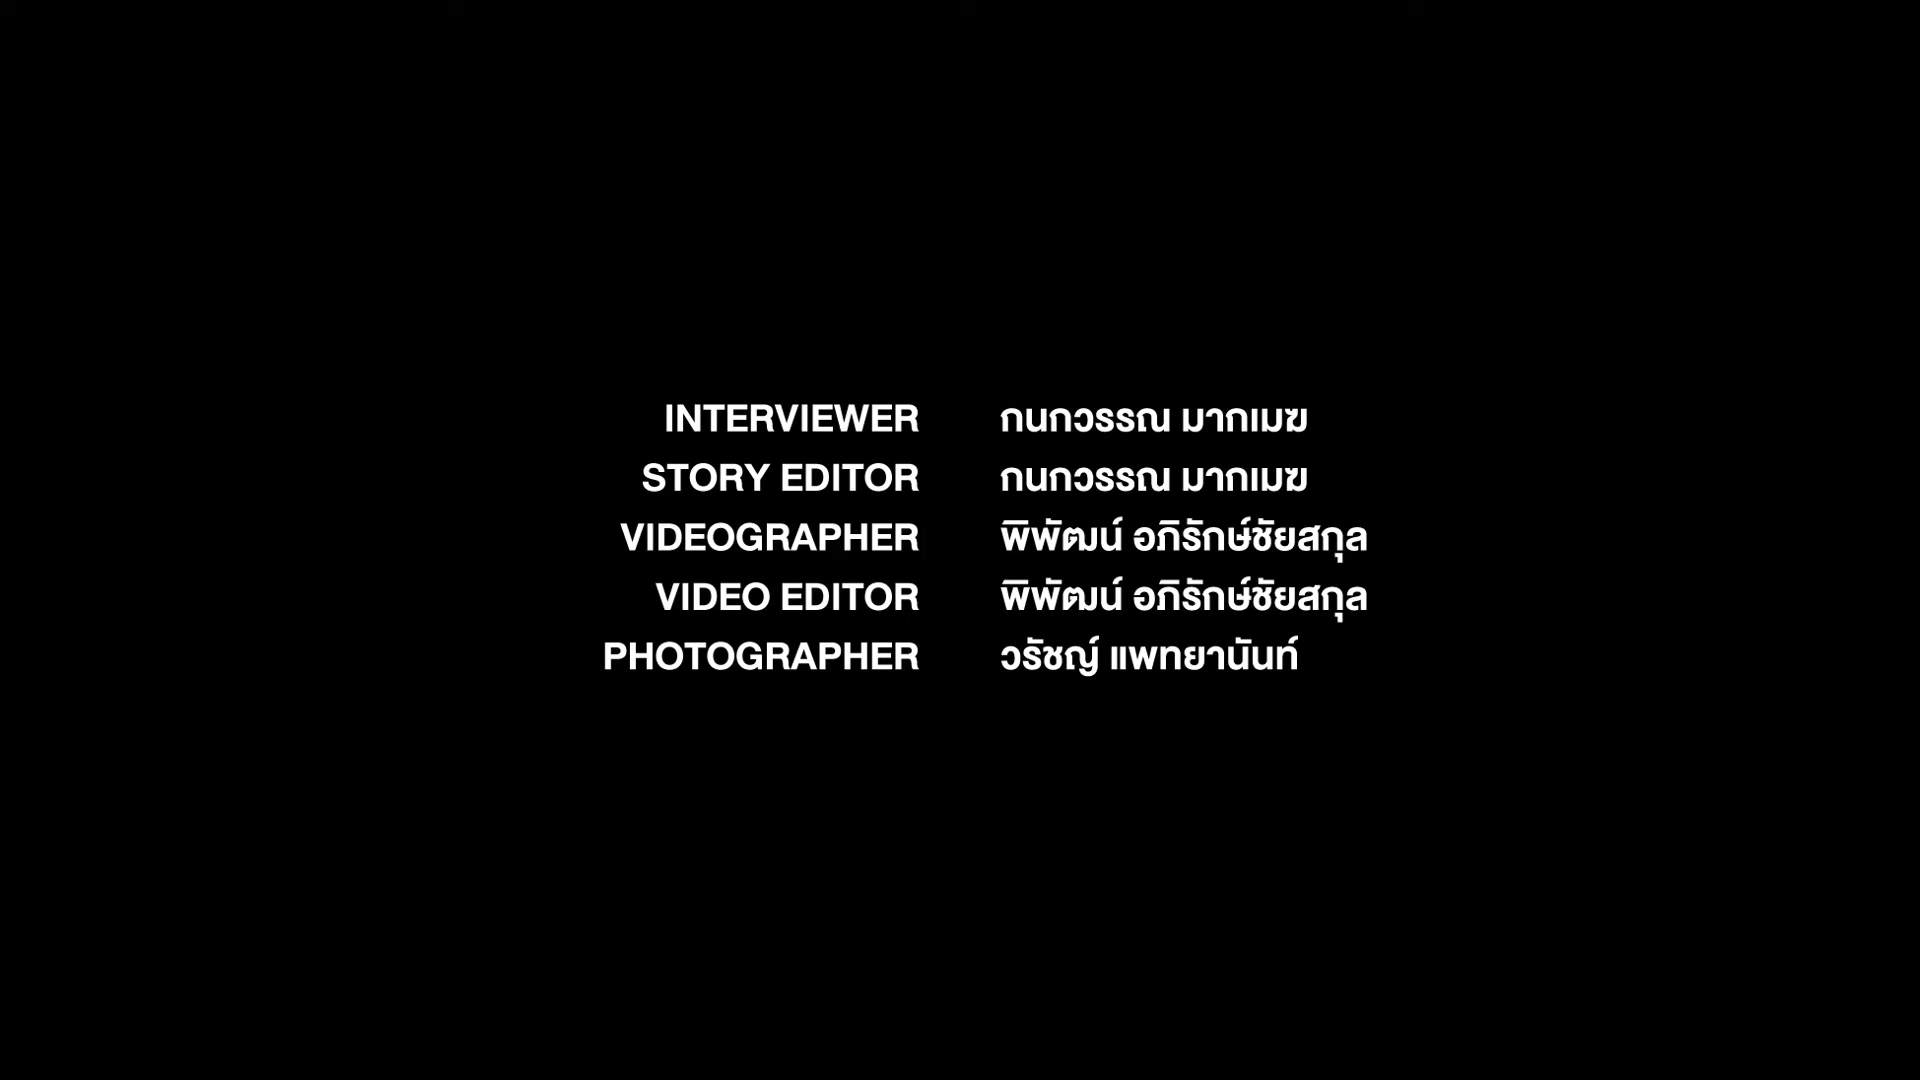 INTERVIEWER กนกวรรณ มากเมฆ
STORY EDITOR กนกวรรณ มากเมฆ
VIDEOGRAPHER พิพัฒน์ อภิรักษ์ชัยสกุล
VIDEO EDITOR พิพัฒน์ อภิรักษ์ชัยสกุล
PHOTOGRAPHER วรัชญ์ แพทยานันท์